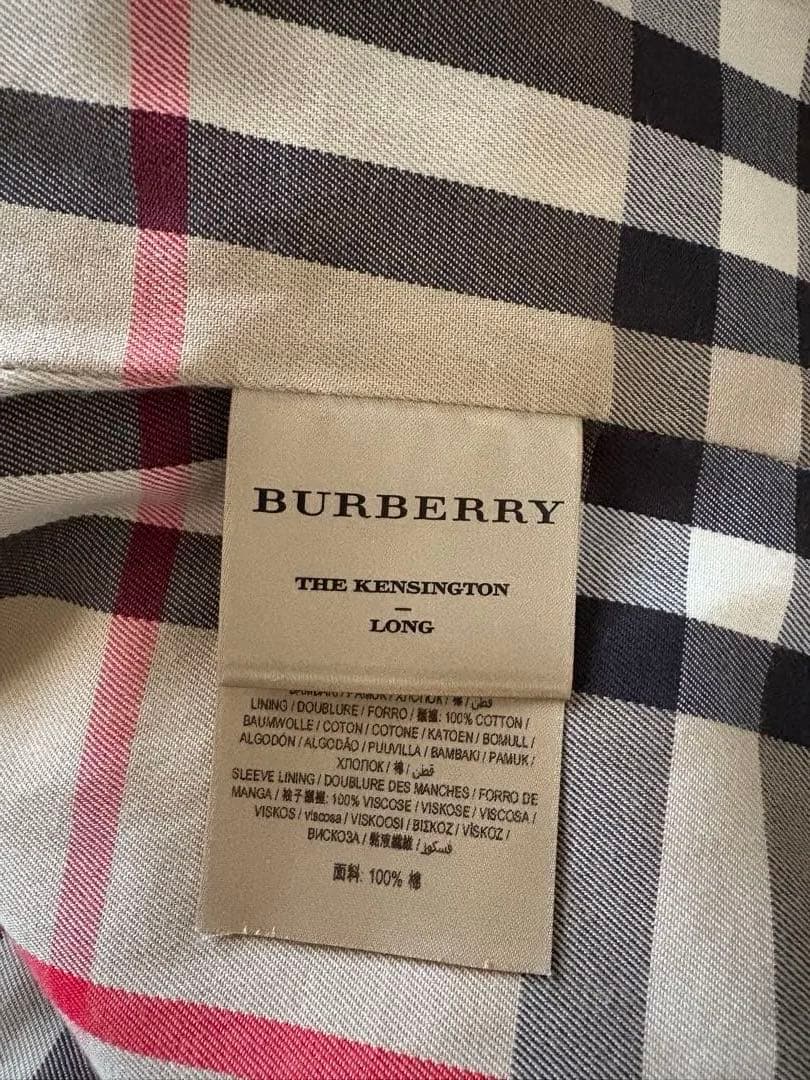 BURBERRY
THE KENSINGTON
–
LONG
LINING / DOUBLURE / FORRO / 裏襠: 100% COTTON /
BAUMWOLLE / COTON / COTONE / KATOEN / BOMULL /
ALGODÓN / ALGODÃO / PUUVILLA / BAMBAKI / PAMUK /
ХЛОПОК / 棉 / قطن /
SLEEVE LINING / DOUBLURE DES MANCHES / FORRO DE
MANGA / 袖子裏襠: 100% VISCOSE / VISKOSE / VISCOSA /
VISKOS / viscosa / VISKOOSI / ΒΙΣΚΟΖ / VİSKOZ /
ВИСКОЗА / 黏液纖維 / فسكوز
面料: 100% 棉